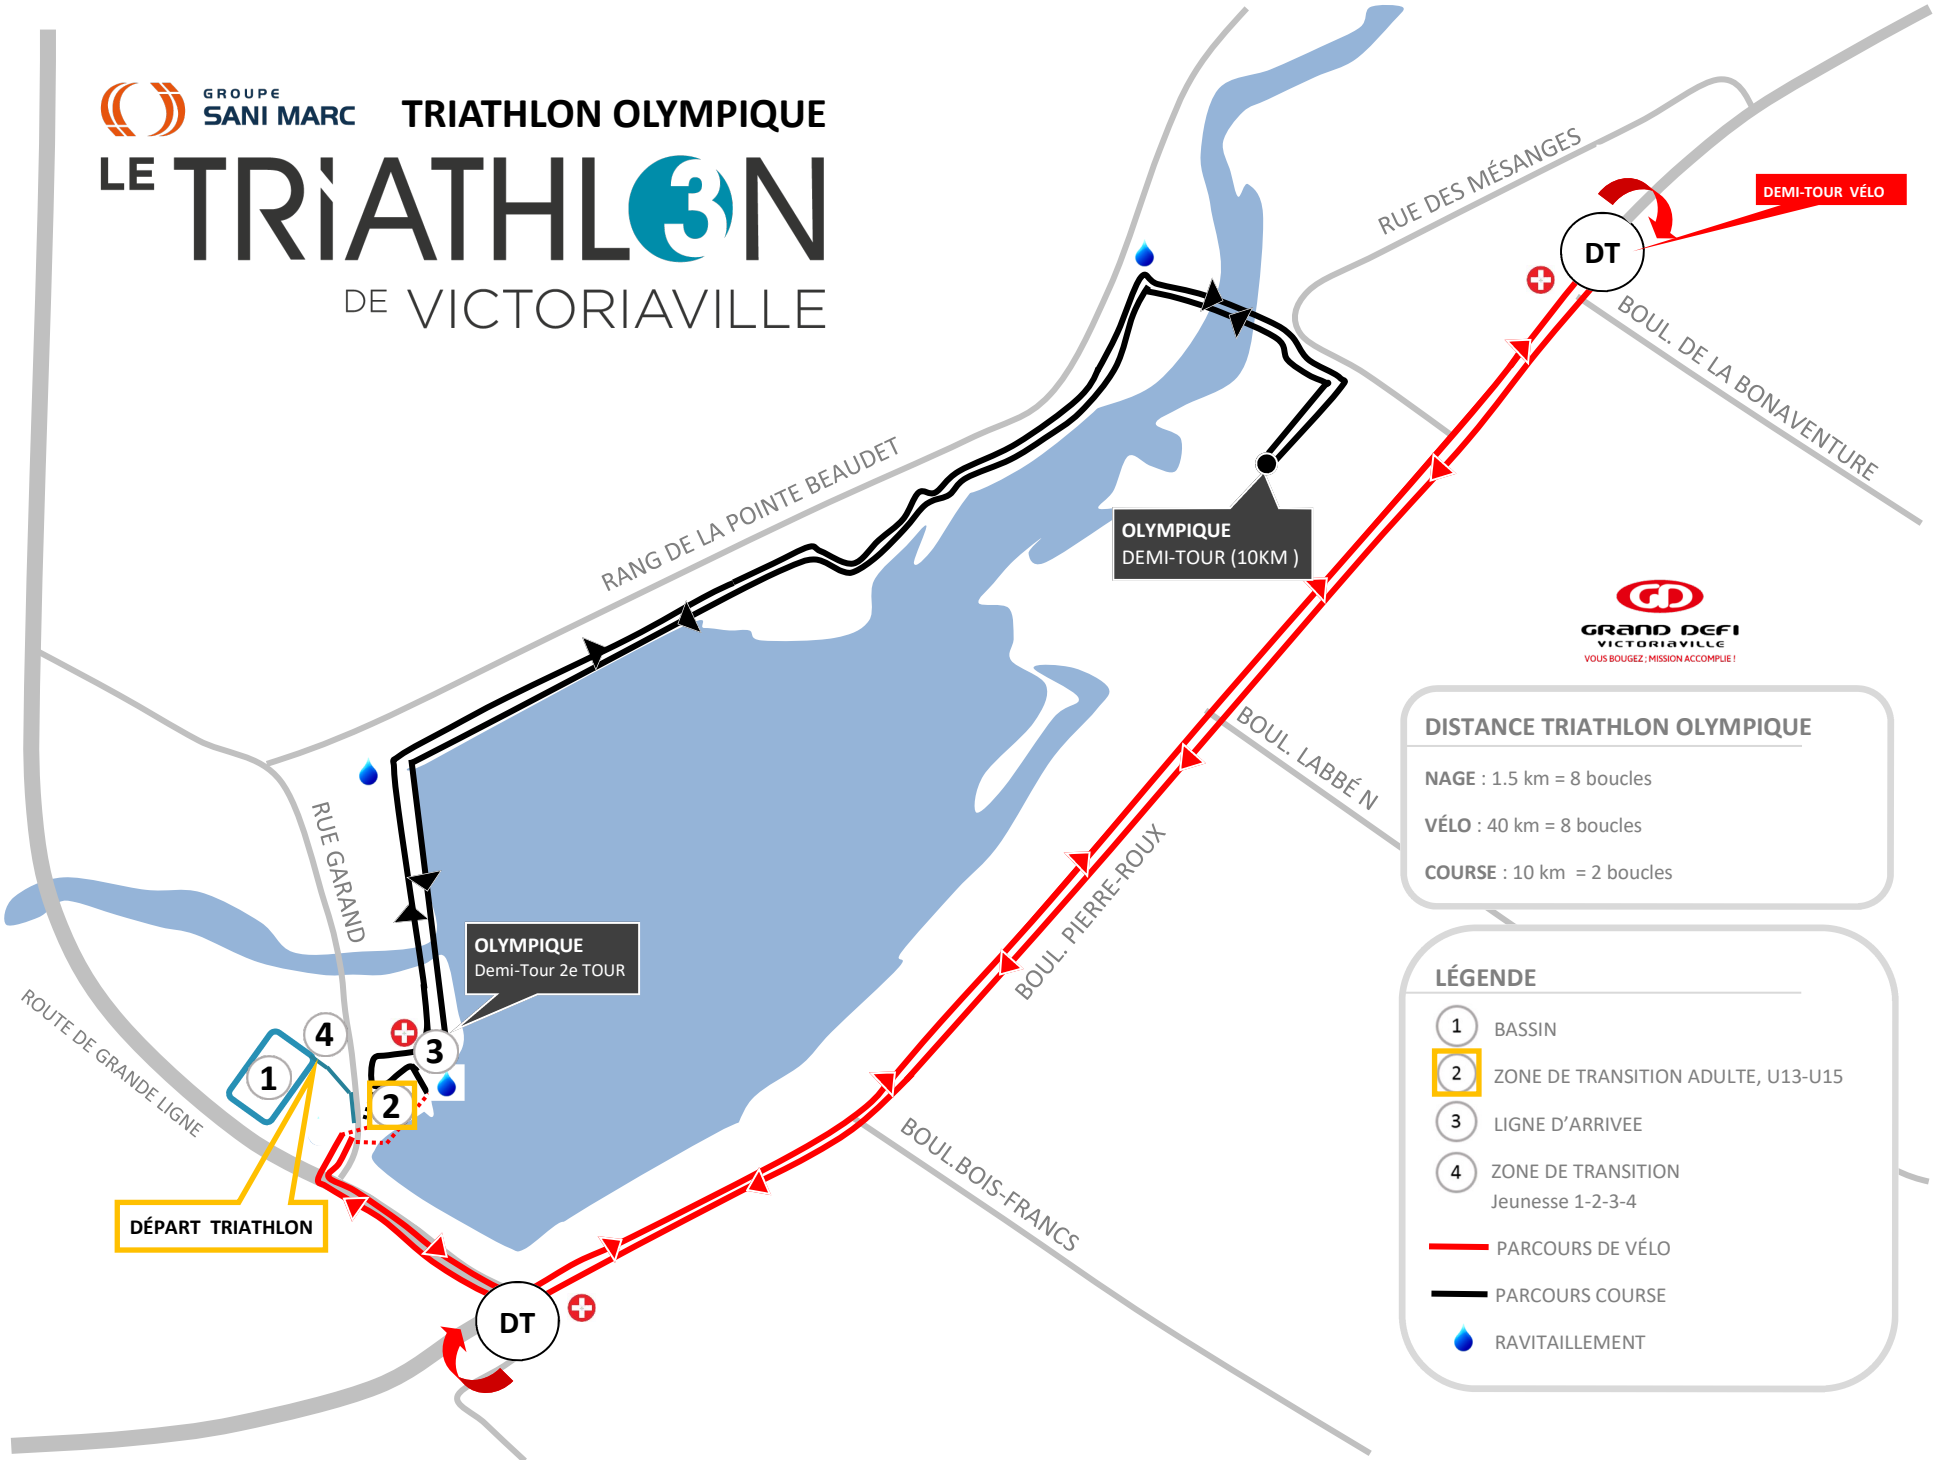 GROUPE
SANI MARC
TRIATHLON OLYMPIQUE
LE TRiATHL3N
DE VICTORIAVILLE
RUE DES MÉSANGES
DEMI-TOUR VÉLO
DT
BOUL. DE LA BONAVENTURE
RANG DE LA POINTE BEAUDET
OLYMPIQUE
DEMI-TOUR (10KM )
GD
GRAND DEFI
VICTORIAVILLE
VOUS BOUGEZ ; MISSION ACCOMPLIE !
DISTANCE TRIATHLON OLYMPIQUE
NAGE : 1.5 km = 8 boucles
VÉLO : 40 km = 8 boucles
COURSE : 10 km = 2 boucles
BOUL. LABBÉ N
RUE GARAND
BOUL. PIERRE-ROUX
OLYMPIQUE
Demi-Tour 2e TOUR
ROUTE DE GRANDE LIGNE
4
3
1
2
BOUL.BOIS-FRANCS
DÉPART TRIATHLON
DT
LÉGENDE
1 BASSIN
2 ZONE DE TRANSITION ADULTE, U13-U15
3 LIGNE D'ARRIVEE
4 ZONE DE TRANSITION
Jeunesse 1-2-3-4
PARCOURS DE VÉLO
PARCOURS COURSE
RAVITAILLEMENT